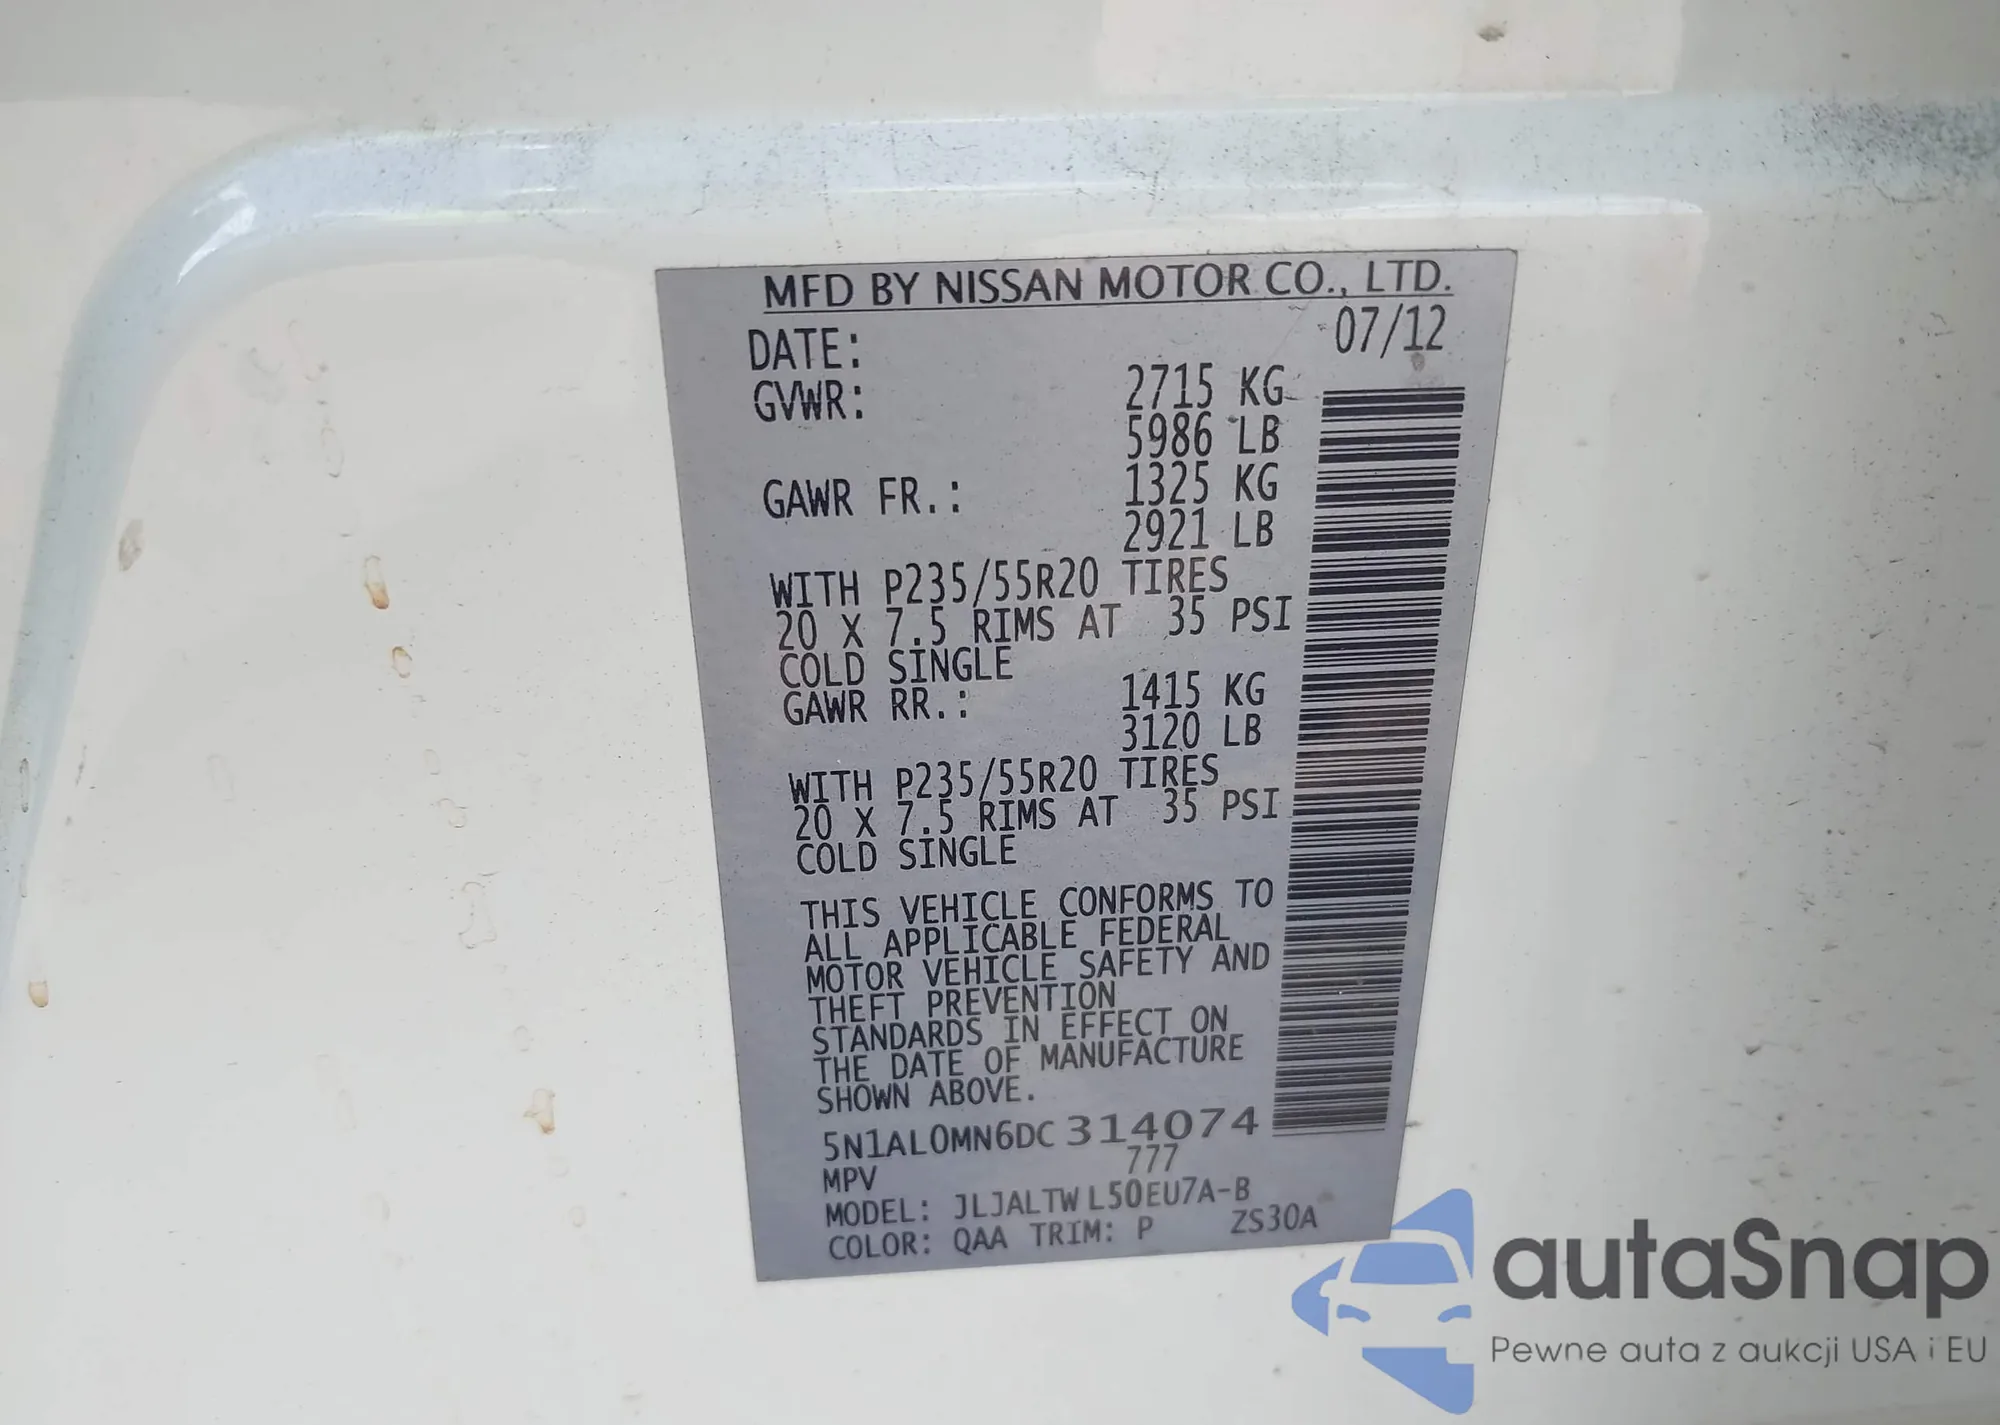 MFD BY NISSAN MOTOR CO., LTD.
DATE: 07/12
GVWR: 2715 KG
5986 LB
GAWR FR.: 1325 KG
2921 LB
WITH P235/55R20 TIRES
20 X 7.5 RIMS AT 35 PSI
COLD SINGLE
GAWR RR.: 1415 KG
3120 LB
WITH P235/55R20 TIRES
20 X 7.5 RIMS AT 35 PSI
COLD SINGLE
THIS VEHICLE CONFORMS TO
ALL APPLICABLE FEDERAL
MOTOR VEHICLE SAFETY AND
THEFT PREVENTION
STANDARDS IN EFFECT ON
THE DATE OF MANUFACTURE
SHOWN ABOVE.
5N1AL0MN6DC314074
MPV 777
MODEL: JLJALTWL50EU7A-B
COLOR: QAA TRIM: P ZS30A
autaSnap
Pewne auta z aukcji USA i EU